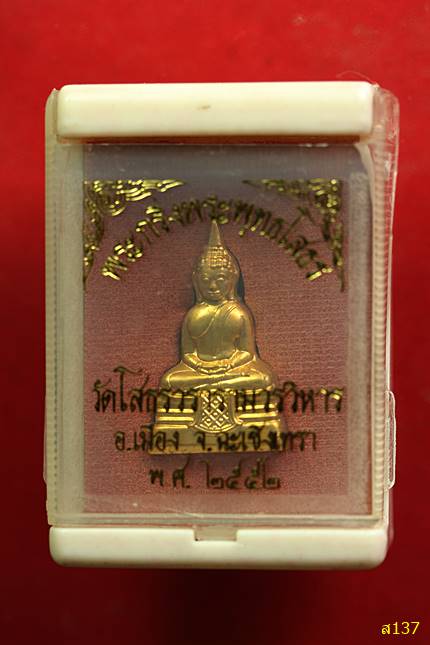 พระกริ่งพระพุทธโสธร
วัดโสธรวรารามวรวิหาร
อ.เมือง จ.ฉะเชิงเทรา
พ.ศ. ๒๕๕๒
ส137